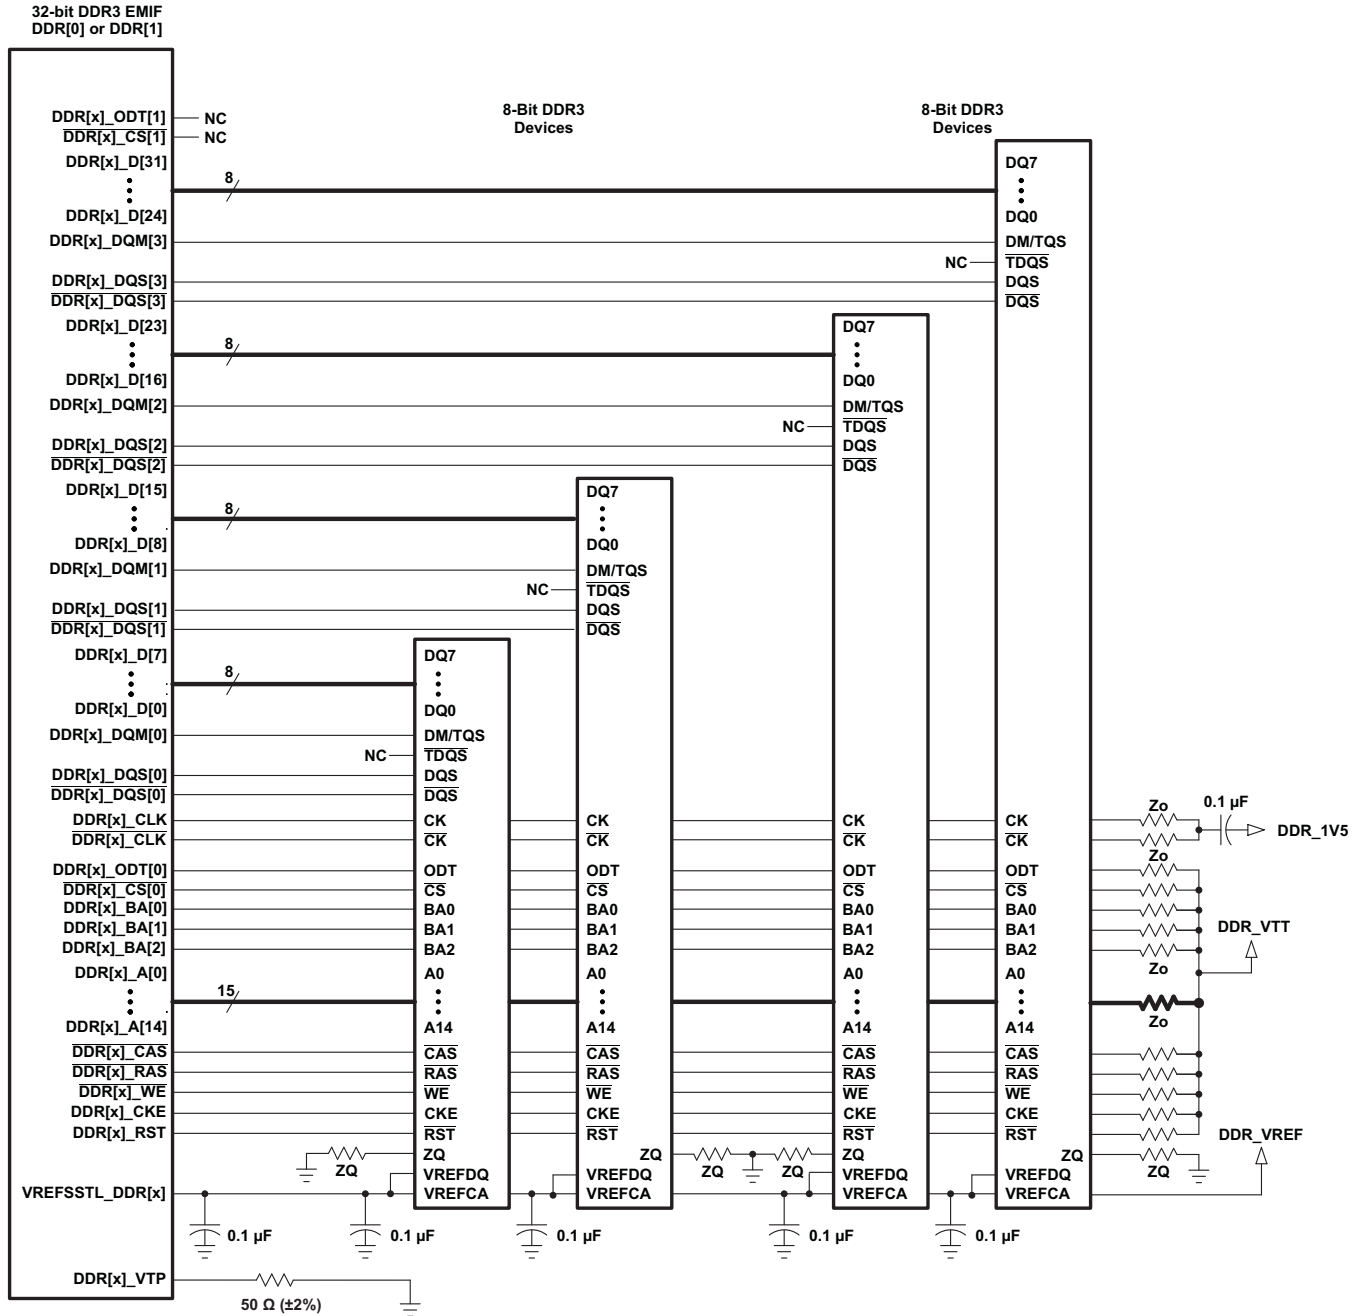 32-bit DDR3 EMIF
DDR[0] or DDR[1]
8-Bit DDR3
Devices
8-Bit DDR3
Devices
DDR[x]_ODT[1] NC
DDR[x]_CS[1] NC
DDR[x]_D[31] DQ7
8
DDR[x]_D[24] DQ0
DDR[x]_DQM[3] DM/TQS
NC TDQS
DDR[x]_DQS[3] DQS
DDR[x]_DQS[3] DQS
DDR[x]_D[23] DQ7
8
DDR[x]_D[16] DQ0
DDR[x]_DQM[2] DM/TQS
NC TDQS
DDR[x]_DQS[2] DQS
DDR[x]_DQS[2] DQS
DDR[x]_D[15] DQ7
8
DDR[x]_D[8] DQ0
DDR[x]_DQM[1] DM/TQS
NC TDQS
DDR[x]_DQS[1] DQS
DDR[x]_DQS[1] DQS
DDR[x]_D[7] DQ7
8
DDR[x]_D[0] DQ0
DDR[x]_DQM[0] DM/TQS
NC TDQS
DDR[x]_DQS[0] DQS
DDR[x]_DQS[0] DQS
Zo 0.1 µF
DDR[x]_CLK CK CK CK CK
DDR_1V5
DDR[x]_CLK CK CK CK CK
Zo
DDR[x]_ODT[0] ODT ODT ODT ODT
DDR[x]_CS[0] CS CS CS CS
DDR[x]_BA[0] BA0 BA0 BA0 BA0
DDR[x]_BA[1] BA1 BA1 BA1 BA1 DDR_VTT
DDR[x]_BA[2] BA2 BA2 BA2 BA2
DDR[x]_A[0] A0 A0 A0 A0 Zo
15
DDR[x]_A[14] A14 A14 A14 A14 Zo
DDR[x]_CAS CAS CAS CAS CAS
DDR[x]_RAS RAS RAS RAS RAS
DDR[x]_WE WE WE WE WE
DDR[x]_CKE CKE CKE CKE CKE
DDR[x]_RST RST RST RST RST DDR_VREF
ZQ ZQ ZQ ZQ
ZQ ZQ ZQ ZQ
VREFDQ VREFDQ VREFDQ VREFDQ
VREFSSTL_DDR[x] VREFCA VREFCA VREFCA VREFCA
0.1 µF 0.1 µF 0.1 µF 0.1 µF 0.1 µF
DDR[x]_VTP
50 Ω (±2%)